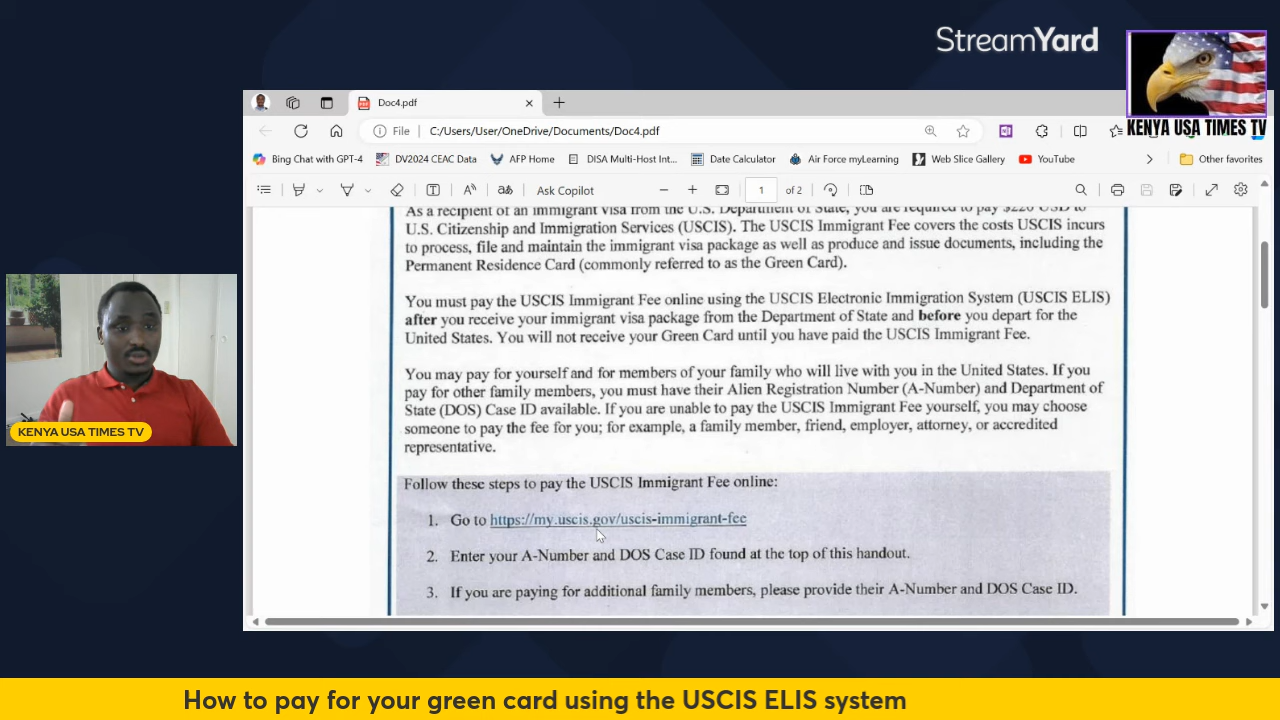 StreamYard
KENYA USA TIMES TV
Doc4.pdf
File
C:/Users/User/OneDrive/Documents/Doc4.pdf
Bing Chat with GPT-4
DV2024 CEAC Data
AFP Home
DISA Multi-Host Int...
Date Calculator
Air Force myLearning
Web Slice Gallery
YouTube
Other favorites
Ask Copilot
1 of 2
As a recipient of an immigrant visa from the U.S. Department of State, you are required to pay $220 USD to
U.S. Citizenship and Immigration Services (USCIS). The USCIS Immigrant Fee covers the costs USCIS incurs
to process, file and maintain the immigrant visa package as well as produce and issue documents, including the
Permanent Residence Card (commonly referred to as the Green Card).
You must pay the USCIS Immigrant Fee online using the USCIS Electronic Immigration System (USCIS ELIS)
after you receive your immigrant visa package from the Department of State and before you depart for the
United States. You will not receive your Green Card until you have paid the USCIS Immigrant Fee.
You may pay for yourself and for members of your family who will live with you in the United States. If you
pay for other family members, you must have their Alien Registration Number (A-Number) and Department of
State (DOS) Case ID available. If you are unable to pay the USCIS Immigrant Fee yourself, you may choose
someone to pay the fee for you; for example, a family member, friend, employer, attorney, or accredited
representative.
Follow these steps to pay the USCIS Immigrant Fee online:
1. Go to https://my.uscis.gov/uscis-immigrant-fee
2. Enter your A-Number and DOS Case ID found at the top of this handout.
3. If you are paying for additional family members, please provide their A-Number and DOS Case ID.
KENYA USA TIMES TV
How to pay for your green card using the USCIS ELIS system